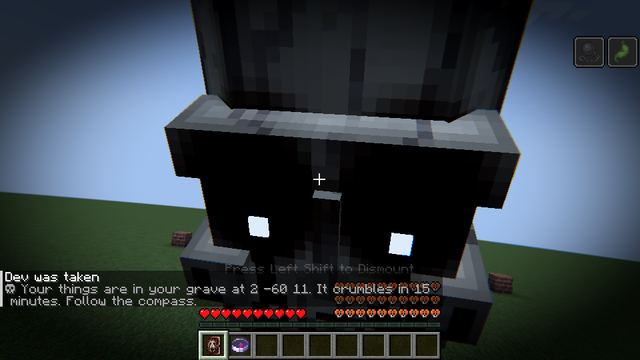 Press Left Shift to Dismount
Dev was taken
☠ Your things are in your grave at 2 -60 11. It crumbles in 15
minutes. Follow the compass.